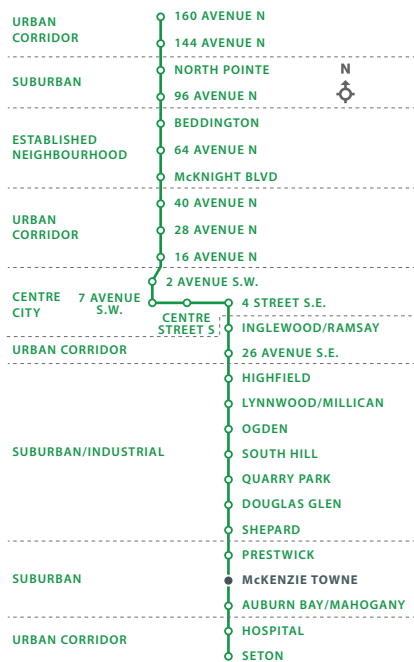 URBAN
CORRIDOR
160 AVENUE N
144 AVENUE N
SUBURBAN
NORTH POINTE
96 AVENUE N
N
ESTABLISHED
NEIGHBOURHOOD
BEDDINGTON
64 AVENUE N
McKNIGHT BLVD
URBAN
CORRIDOR
40 AVENUE N
28 AVENUE N
16 AVENUE N
CENTRE
CITY
2 AVENUE S.W.
7 AVENUE
S.W.
CENTRE
STREET S
4 STREET S.E.
URBAN CORRIDOR
INGLEWOOD/RAMSAY
26 AVENUE S.E.
SUBURBAN/INDUSTRIAL
HIGHFIELD
LYNNWOOD/MILLICAN
OGDEN
SOUTH HILL
QUARRY PARK
DOUGLAS GLEN
SHEPARD
SUBURBAN
PRESTWICK
McKENZIE TOWNE
AUBURN BAY/MAHOGANY
URBAN CORRIDOR
HOSPITAL
SETON